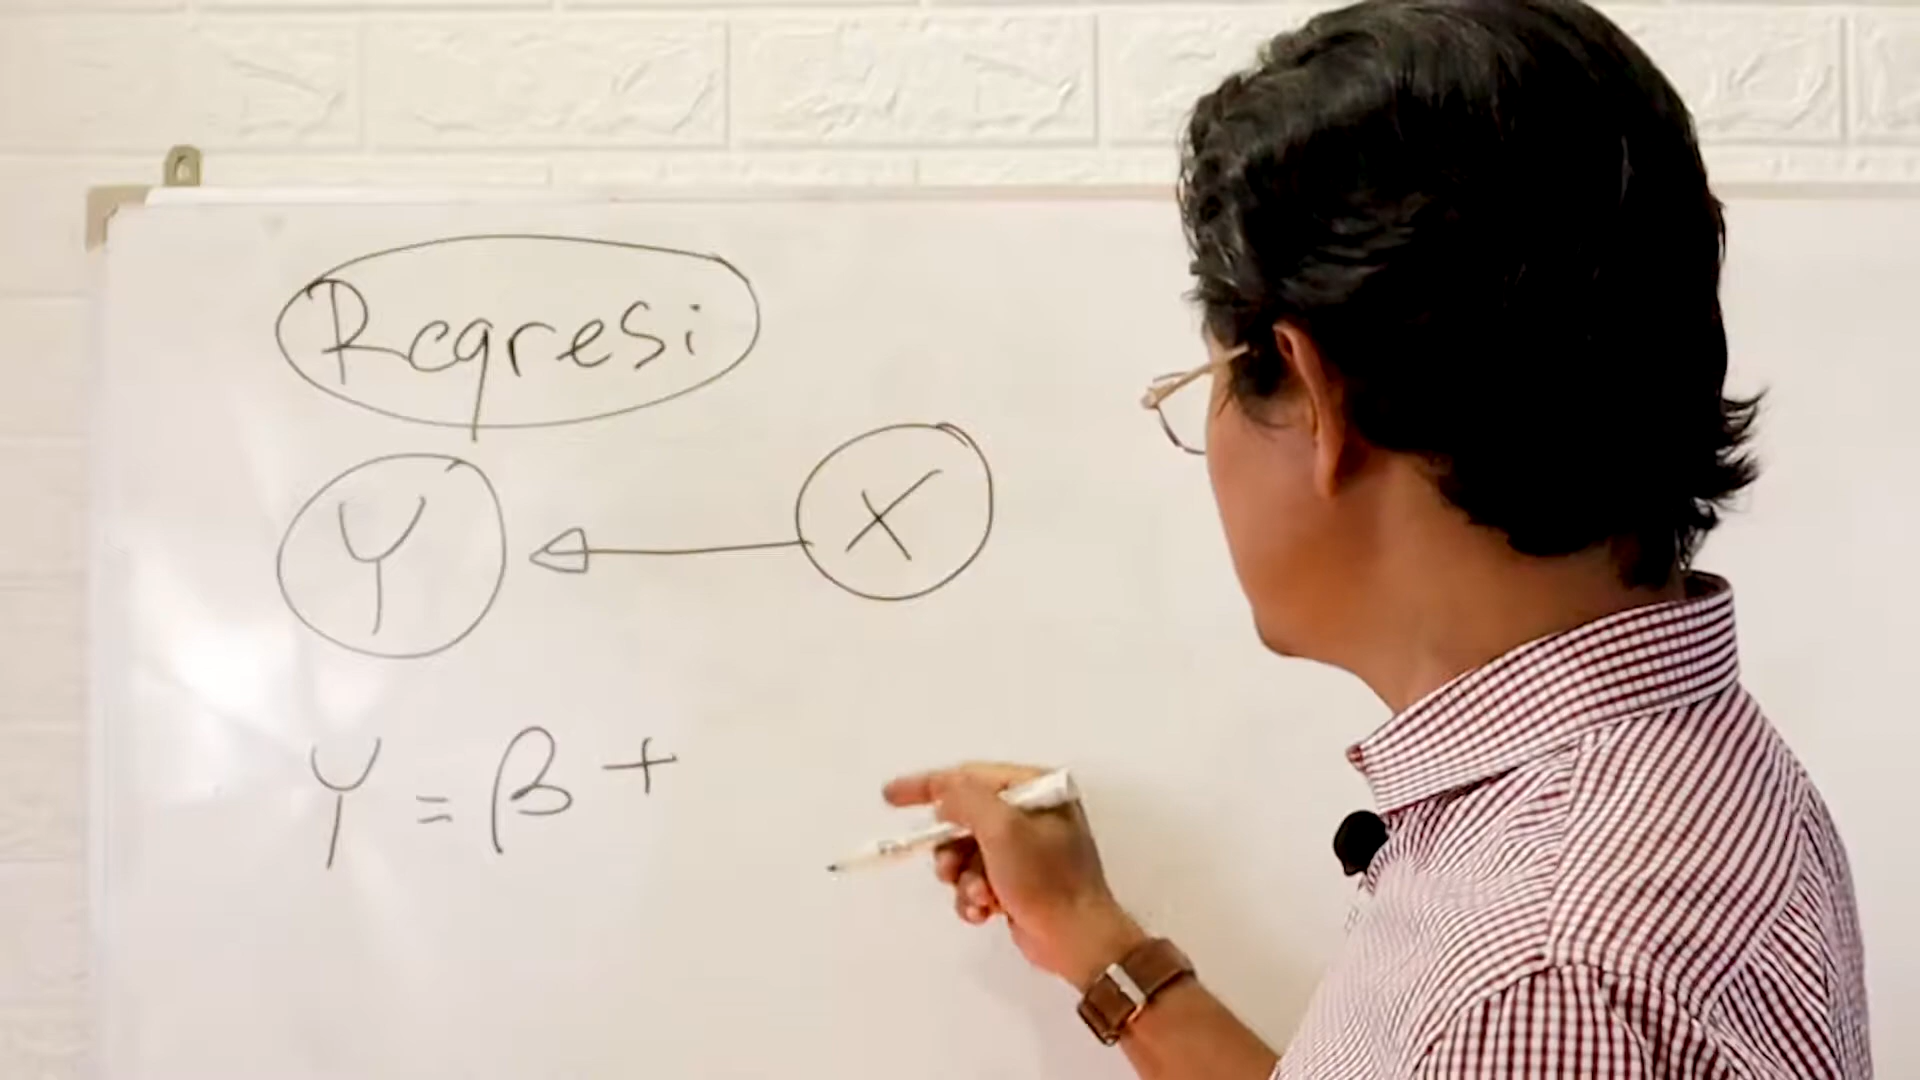 Regresi
Y X
Y = β +